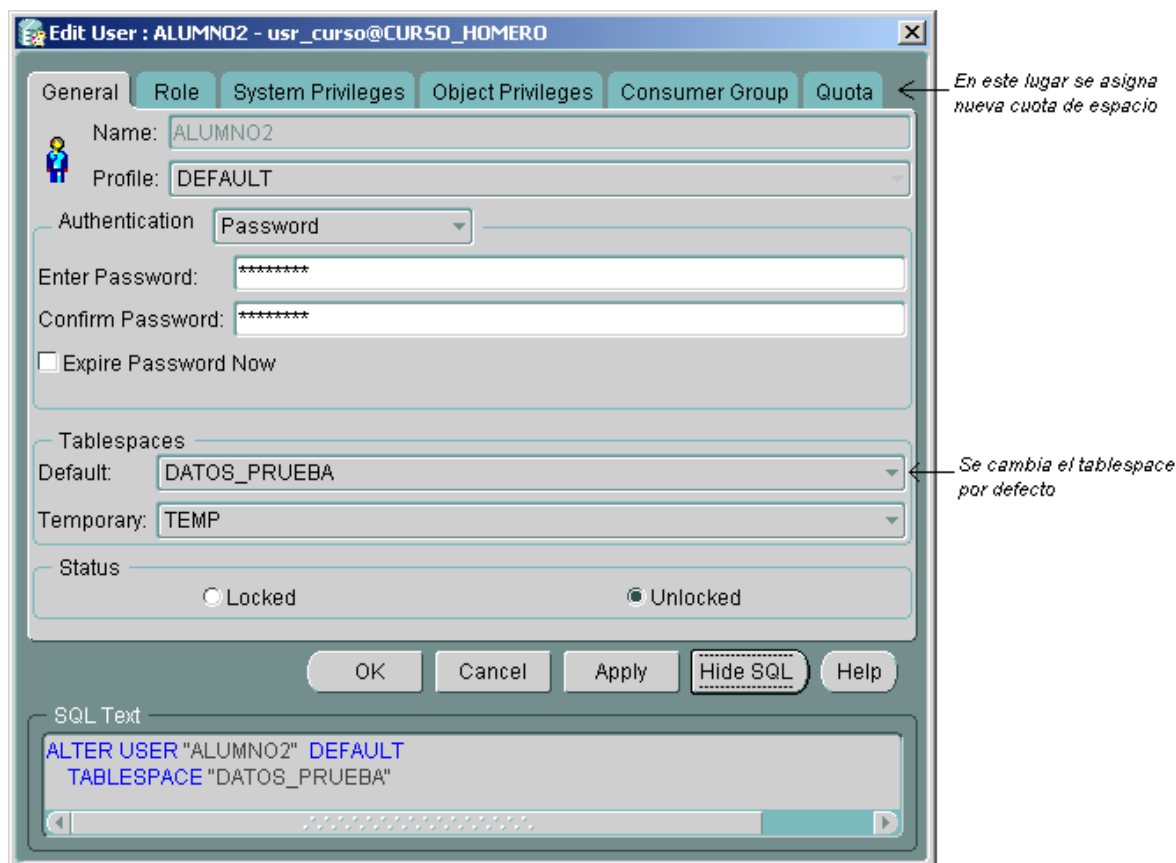 Edit User : ALUMNO2 - usr_curso@CURSO_HOMERO
General Role System Privileges Object Privileges Consumer Group Quota
En este lugar se asigna
nueva cuota de espacio
Name: ALUMNO2
Profile: DEFAULT
Authentication Password
Enter Password: ********
Confirm Password: ********
Expire Password Now
Tablespaces
Default: DATOS_PRUEBA
Se cambia el tablespace
por defecto
Temporary: TEMP
Status
Locked Unlocked
OK Cancel Apply Hide SQL Help
SQL Text
ALTER USER "ALUMNO2" DEFAULT
TABLESPACE "DATOS_PRUEBA"